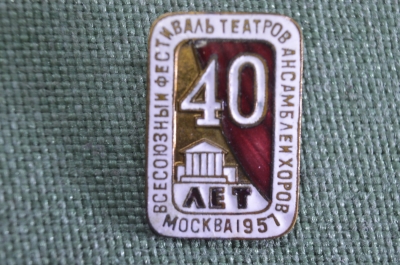 ВСЕСОЮЗНЫЙ ФЕСТИВАЛЬ ТЕАТРОВ АНСАМБЛЕЙ ХОРОВ
40
ЛЕТ
МОСКВА 1957